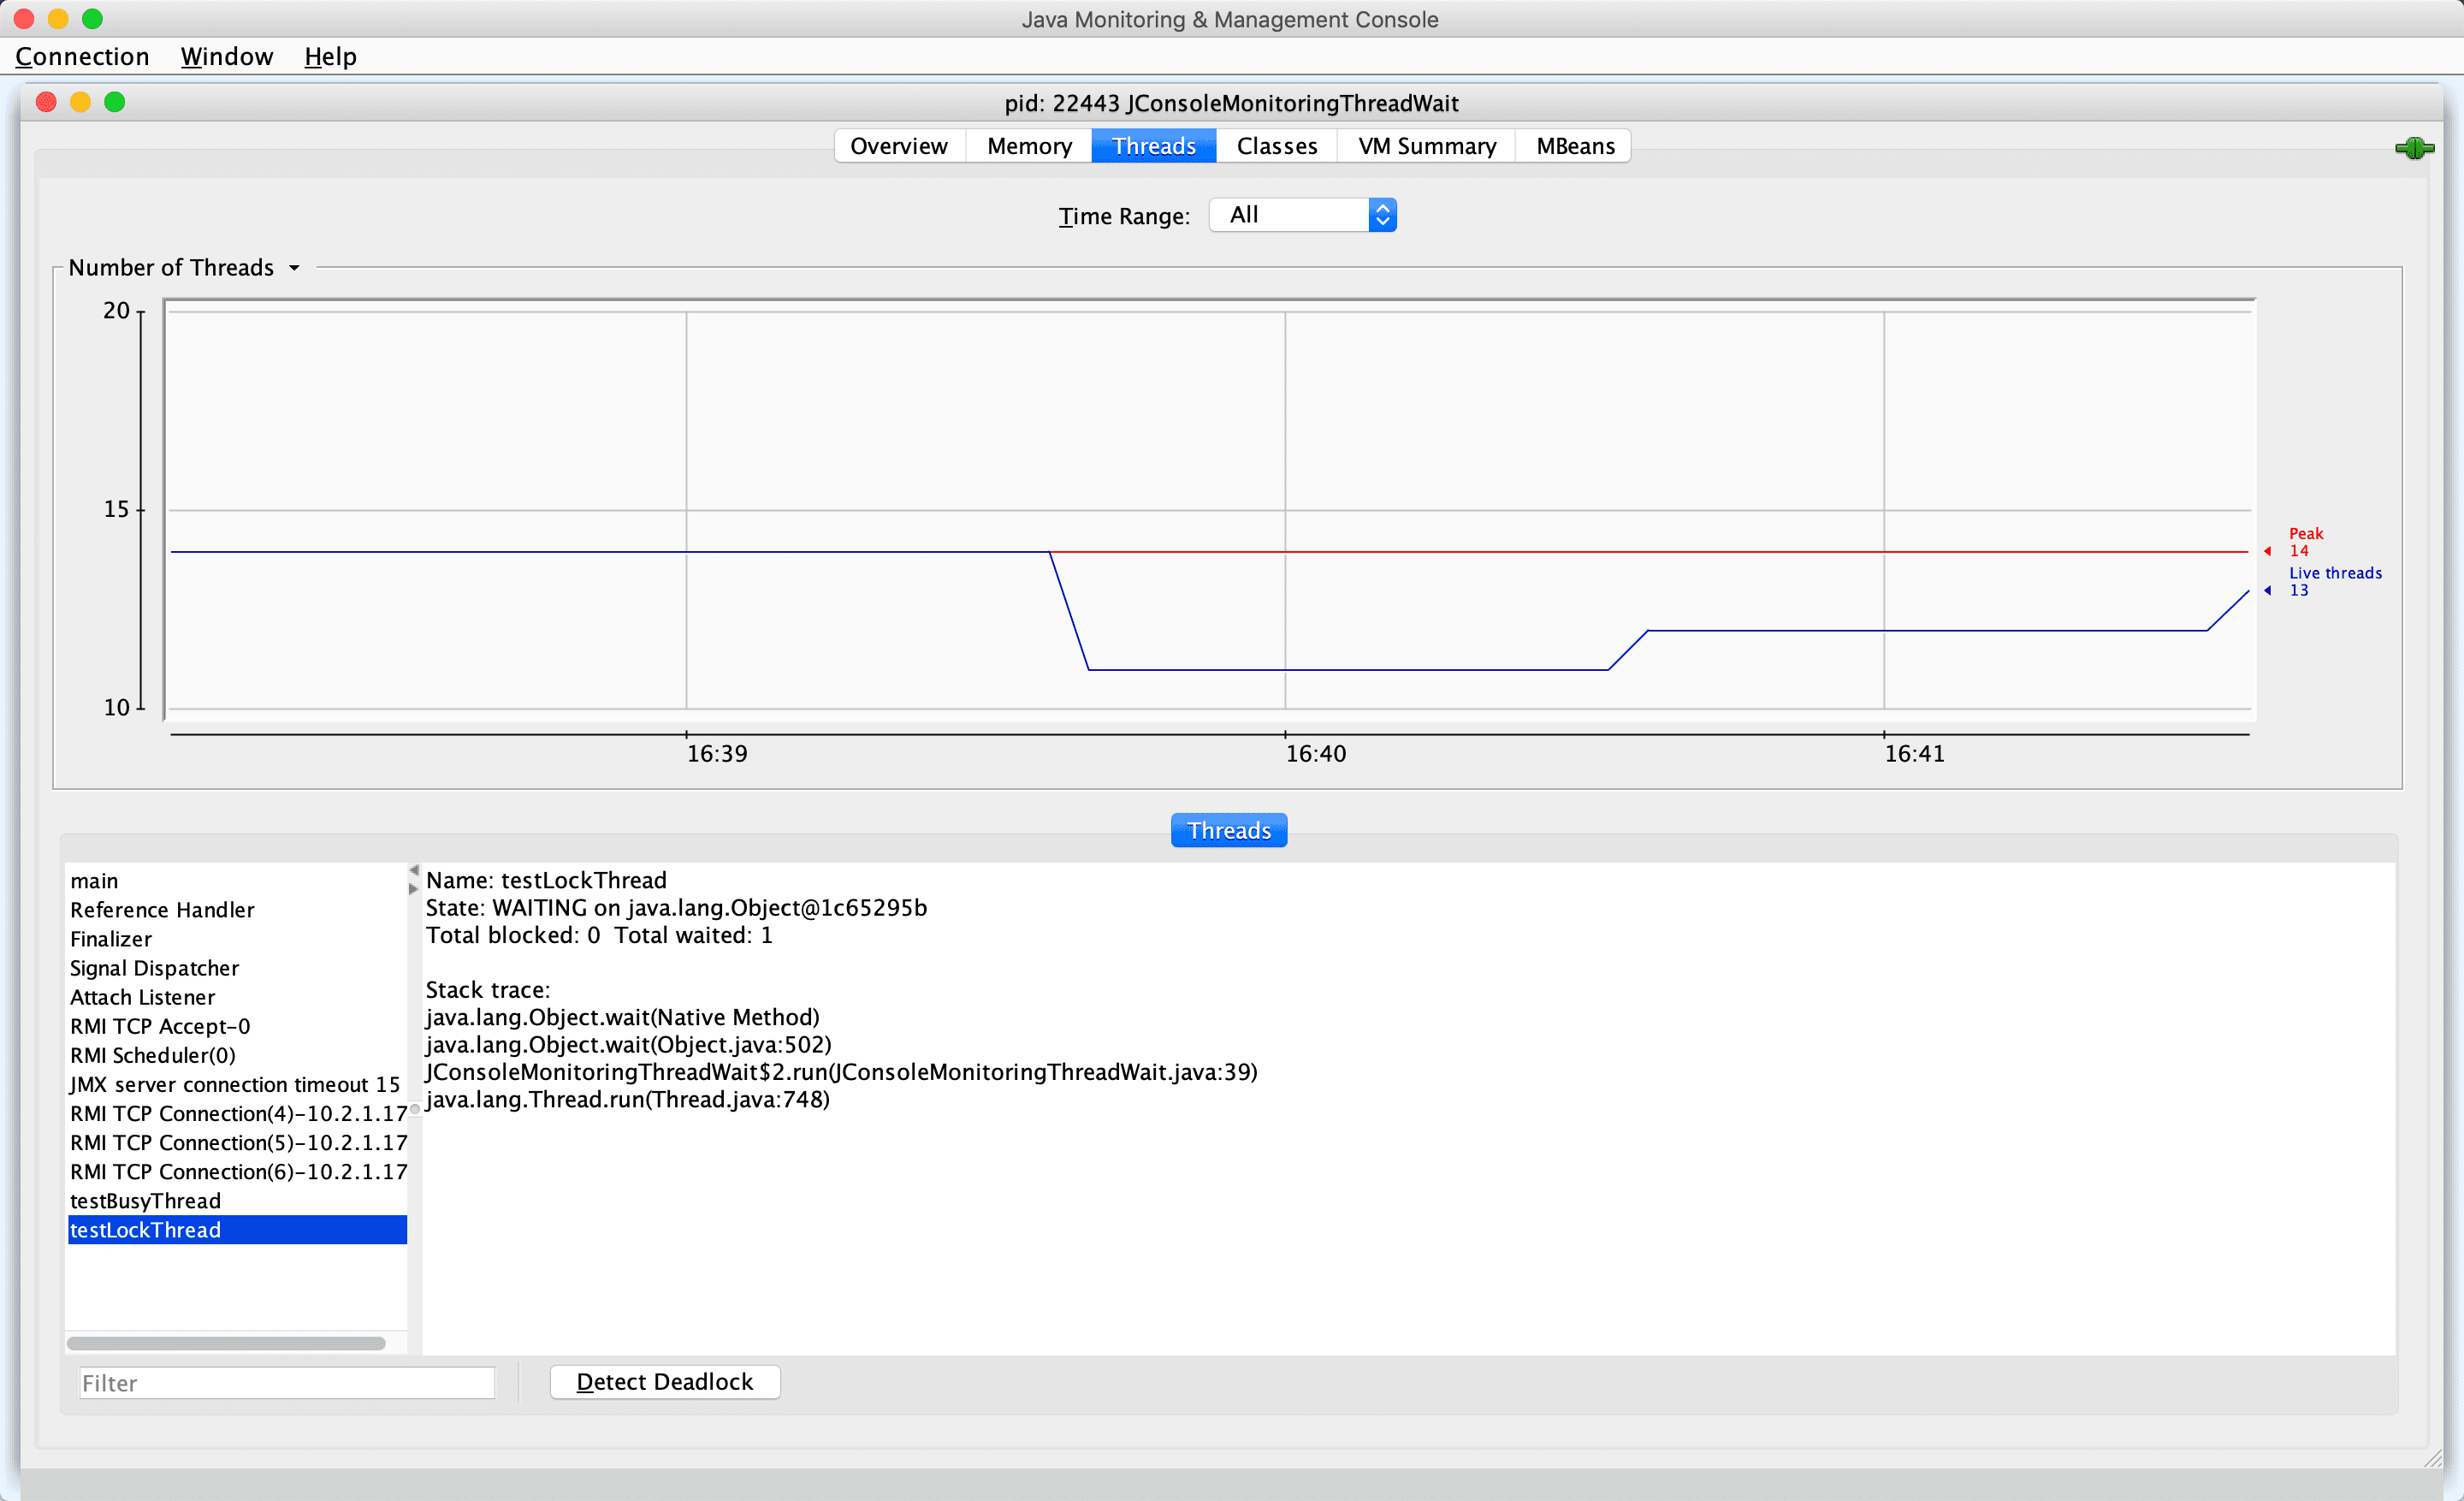 Java Monitoring & Management Console
Connection Window Help
pid: 22443 JConsoleMonitoringThreadWait
Overview Memory Threads Classes VM Summary MBeans
Time Range: All
Number of Threads
20
15
10
Peak
14
Live threads
13
16:39 16:40 16:41
Threads
main
Reference Handler
Finalizer
Signal Dispatcher
Attach Listener
RMI TCP Accept-0
RMI Scheduler(0)
JMX server connection timeout 15
RMI TCP Connection(4)-10.2.1.17
RMI TCP Connection(5)-10.2.1.17
RMI TCP Connection(6)-10.2.1.17
testBusyThread
testLockThread
Name: testLockThread
State: WAITING on java.lang.Object@1c65295b
Total blocked: 0 Total waited: 1
Stack trace:
java.lang.Object.wait(Native Method)
java.lang.Object.wait(Object.java:502)
JConsoleMonitoringThreadWait$2.run(JConsoleMonitoringThreadWait.java:39)
java.lang.Thread.run(Thread.java:748)
Filter
Detect Deadlock